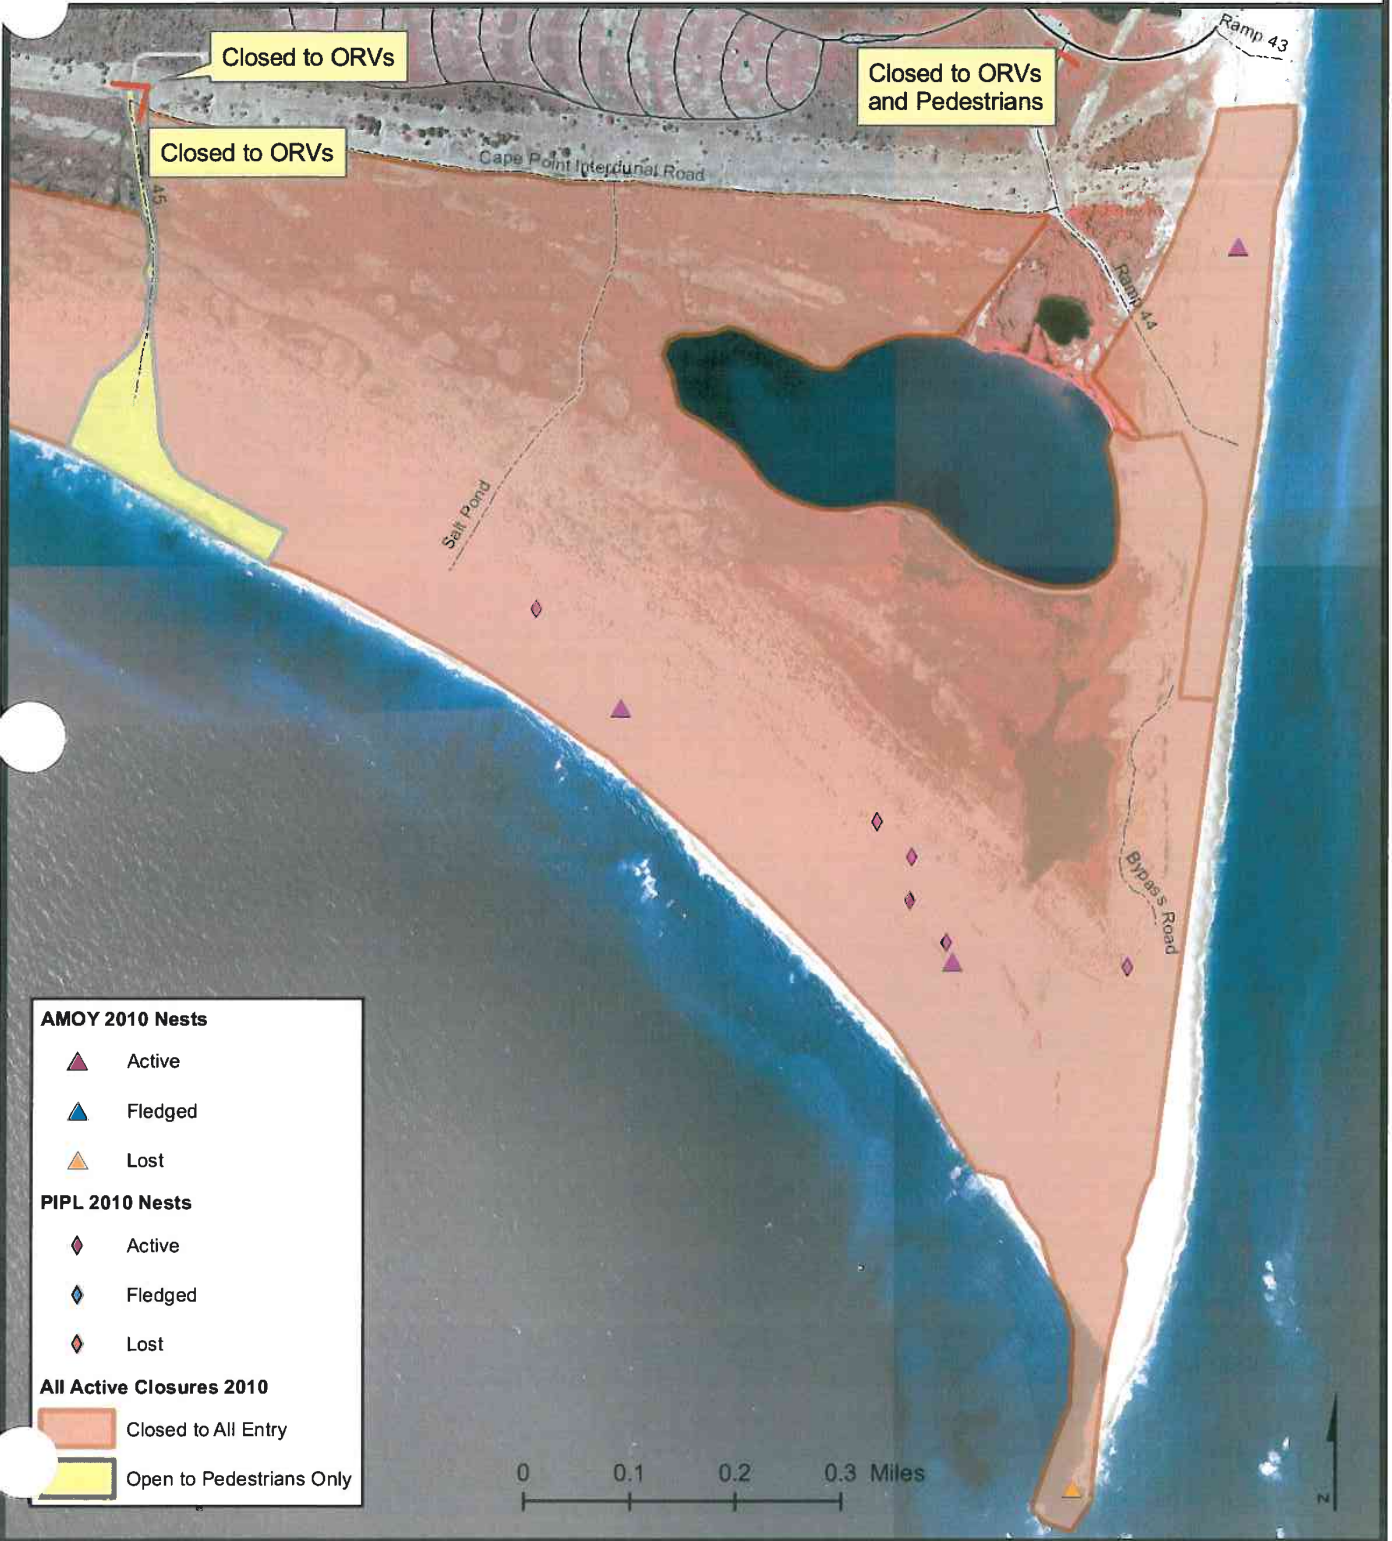 Ramp 43
Closed to ORVs
Closed to ORVs
and Pedestrians
Closed to ORVs
Cape Point Interdunal Road
45
Ramp 44
Salt Pond
Bypass Road
AMOY 2010 Nests
Active
Fledged
Lost
PIPL 2010 Nests
Active
Fledged
Lost
All Active Closures 2010
Closed to All Entry
Open to Pedestrians Only
0 0.1 0.2 0.3 Miles
N